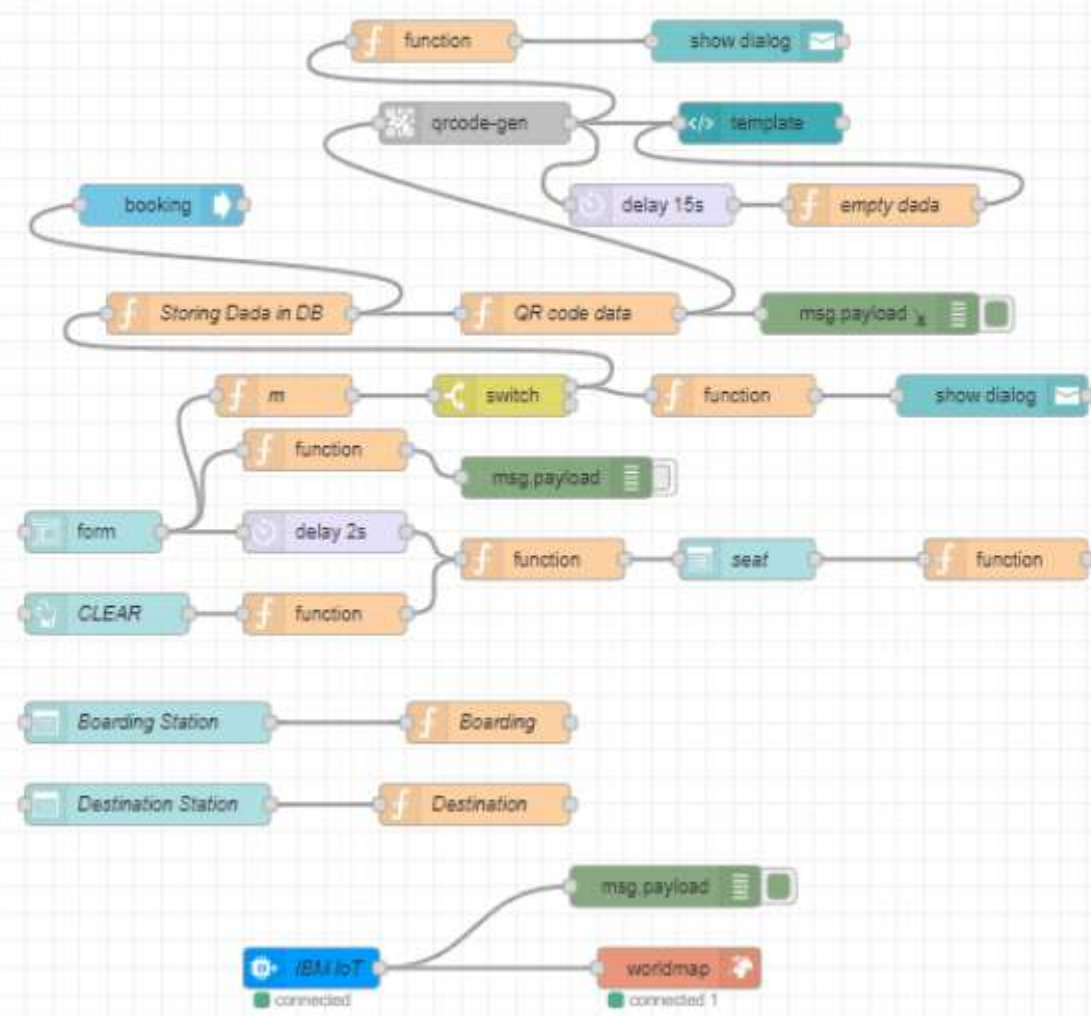 function
show dialog
qrcode-gen
</> template
booking
delay 15s
empty dada
Storing Dada in DB
QR code data
msg.payload
m
switch
function
show dialog
function
msg.payload
form
delay 2s
function
seat
function
CLEAR
function
Boarding Station
Boarding
Destination Station
Destination
msg.payload
IBM IoT
worldmap
connected
connected 1